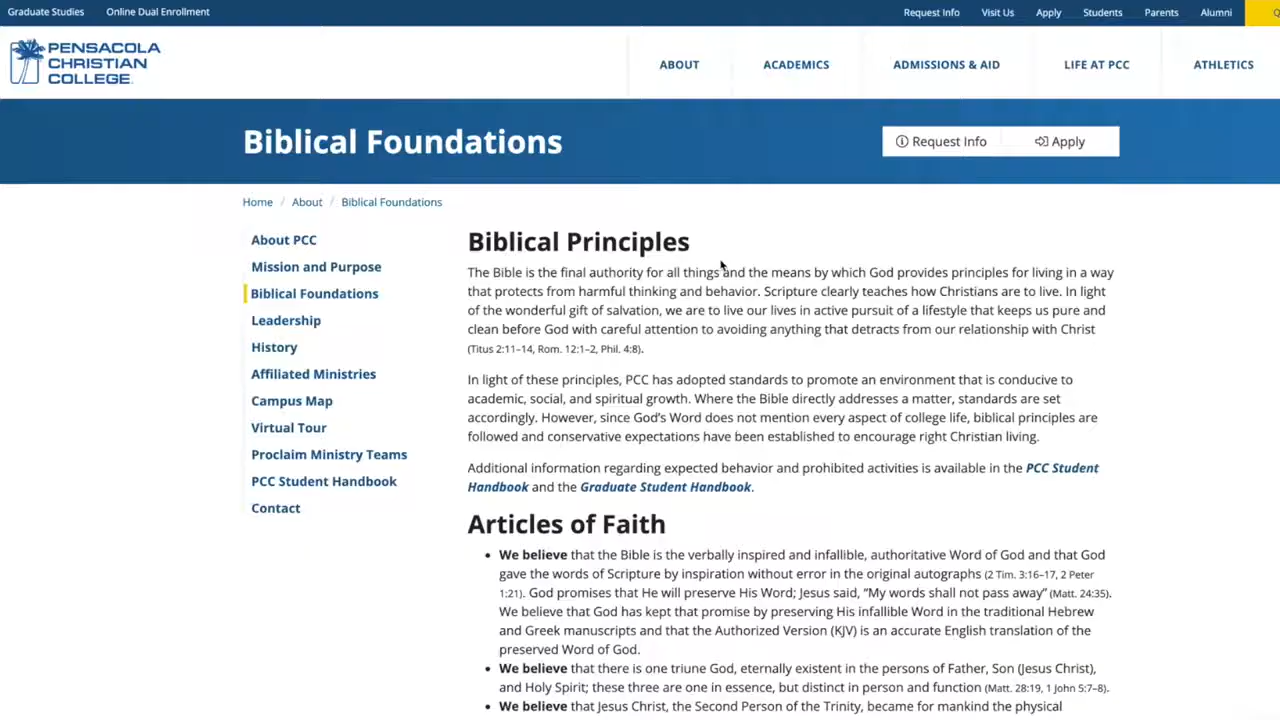 Graduate Studies Online Dual Enrollment Request Info Visit Us Apply Students Parents Alumni
PENSACOLA
CHRISTIAN
COLLEGE
ABOUT ACADEMICS ADMISSIONS & AID LIFE AT PCC ATHLETICS
Biblical Foundations
Request Info Apply
Home / About / Biblical Foundations
About PCC
Mission and Purpose
Biblical Foundations
Leadership
History
Affiliated Ministries
Campus Map
Virtual Tour
Proclaim Ministry Teams
PCC Student Handbook
Contact
Biblical Principles
The Bible is the final authority for all things and the means by which God provides principles for living in a way
that protects from harmful thinking and behavior. Scripture clearly teaches how Christians are to live. In light
of the wonderful gift of salvation, we are to live our lives in active pursuit of a lifestyle that keeps us pure and
clean before God with careful attention to avoiding anything that detracts from our relationship with Christ
(Titus 2:11–14, Rom. 12:1–2, Phil. 4:8).
In light of these principles, PCC has adopted standards to promote an environment that is conducive to
academic, social, and spiritual growth. Where the Bible directly addresses a matter, standards are set
accordingly. However, since God's Word does not mention every aspect of college life, biblical principles are
followed and conservative expectations have been established to encourage right Christian living.
Additional information regarding expected behavior and prohibited activities is available in the PCC Student
Handbook and the Graduate Student Handbook.
Articles of Faith
• We believe that the Bible is the verbally inspired and infallible, authoritative Word of God and that God
gave the words of Scripture by inspiration without error in the original autographs (2 Tim. 3:16–17, 2 Peter
1:21). God promises that He will preserve His Word; Jesus said, "My words shall not pass away" (Matt. 24:35).
We believe that God has kept that promise by preserving His infallible Word in the traditional Hebrew
and Greek manuscripts and that the Authorized Version (KJV) is an accurate English translation of the
preserved Word of God.
• We believe that there is one triune God, eternally existent in the persons of Father, Son (Jesus Christ),
and Holy Spirit; these three are one in essence, but distinct in person and function (Matt. 28:19, 1 John 5:7–8).
• We believe that Jesus Christ, the Second Person of the Trinity, became for mankind the physical